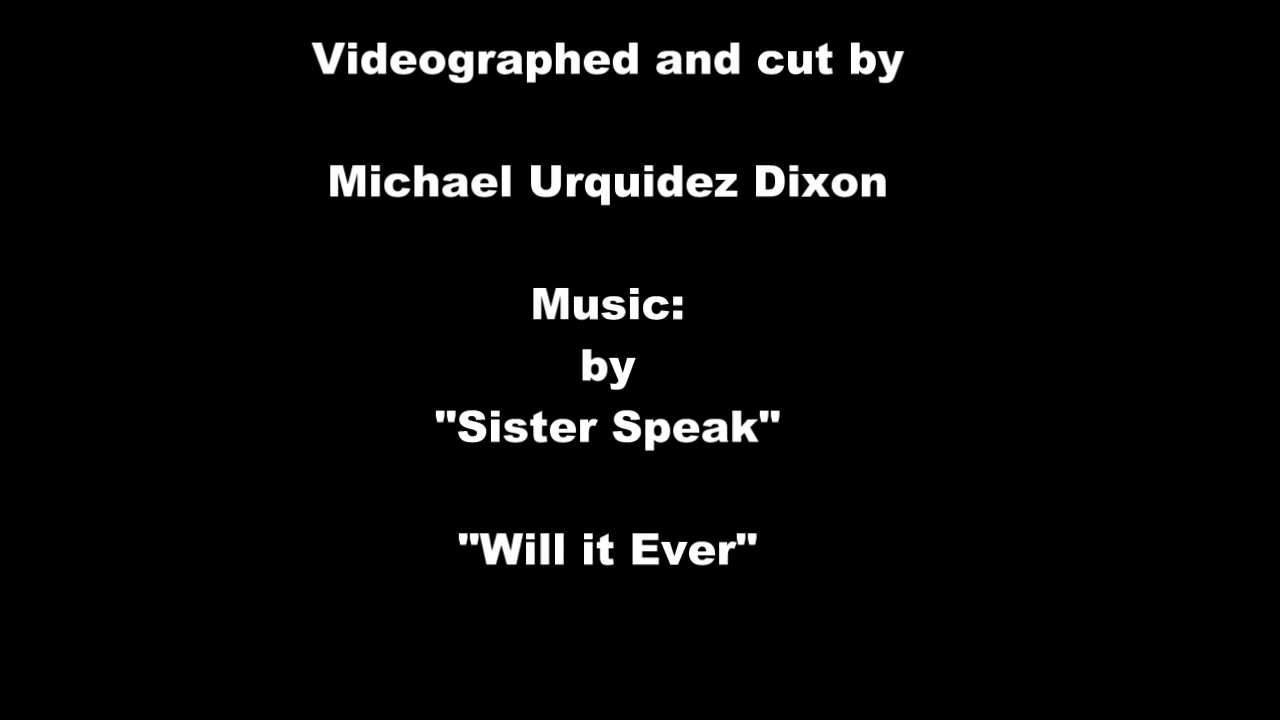 Videographed and cut by
Michael Urquidez Dixon
Music:
by
"Sister Speak"
"Will it Ever"